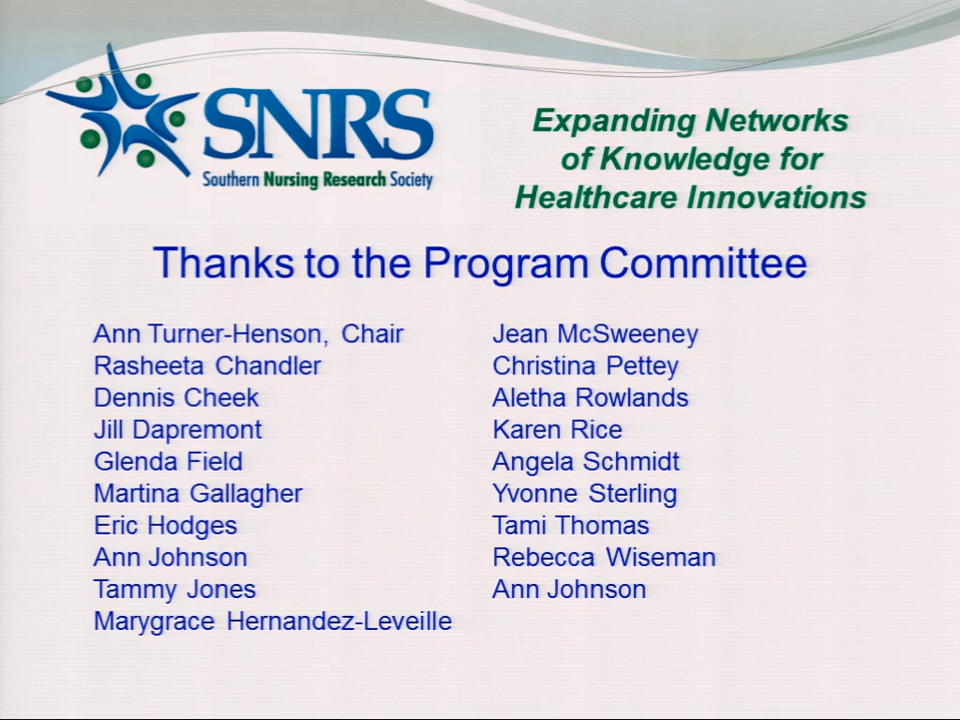 SNRS
Southern Nursing Research Society
Expanding Networks
of Knowledge for
Healthcare Innovations
Thanks to the Program Committee
Ann Turner-Henson, Chair
Rasheeta Chandler
Dennis Cheek
Jill Dapremont
Glenda Field
Martina Gallagher
Eric Hodges
Ann Johnson
Tammy Jones
Marygrace Hernandez-Leveille
Jean McSweeney
Christina Pettey
Aletha Rowlands
Karen Rice
Angela Schmidt
Yvonne Sterling
Tami Thomas
Rebecca Wiseman
Ann Johnson